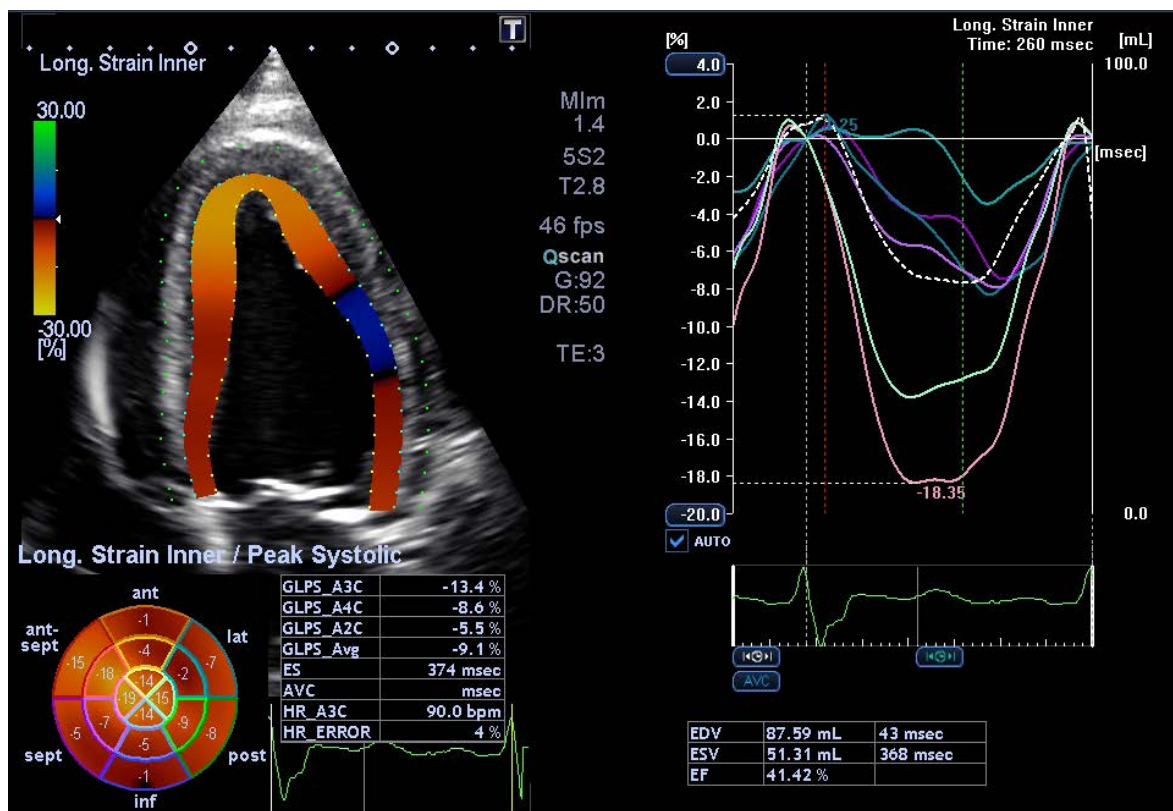 T
Long. Strain Inner
30.00
-30.00
[%]
MIm
1.4
5S2
T2.8
46 fps
Qscan
G:92
DR:50
TE:3
Long. Strain Inner
Time: 260 msec
[%]
[mL]
4.0
100.0
2.0
0.0
[msec]
-2.0
-4.0
-6.0
-8.0
-10.0
-12.0
-14.0
-16.0
-18.0
-18.35
-20.0
0.0
AUTO
AVC
Long. Strain Inner / Peak Systolic
ant
ant-sept
lat
sept
post
inf
-1
-4
-15
-7
-18
-14
-2
-19
15
-14
-7
-9
-5
-8
-5
-1
GLPS_A3C -13.4 %
GLPS_A4C -8.6 %
GLPS_A2C -5.5 %
GLPS_Avg -9.1 %
ES 374 msec
AVC msec
HR_A3C 90.0 bpm
HR_ERROR 4 %
EDV 87.59 mL 43 msec
ESV 51.31 mL 368 msec
EF 41.42 %